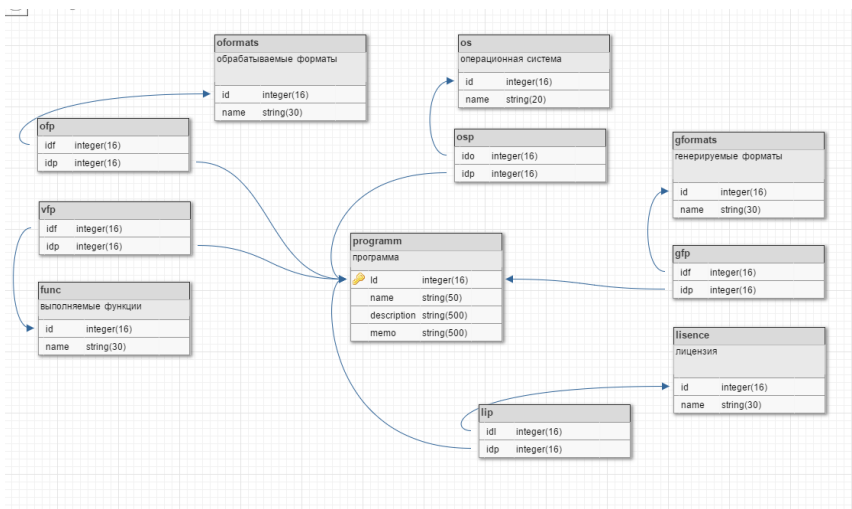 oformats
обрабатываемые форматы
id integer(16)
name string(30)
os
операционная система
id integer(16)
name string(20)
ofp
idf integer(16)
idp integer(16)
osp
ido integer(16)
idp integer(16)
gformats
генерируемые форматы
id integer(16)
name string(30)
vfp
idf integer(16)
idp integer(16)
programm
программа
id integer(16)
name string(50)
description string(500)
memo string(500)
gfp
idf integer(16)
idp integer(16)
func
выполняемые функции
id integer(16)
name string(30)
lisence
лицензия
id integer(16)
name string(30)
lip
idl integer(16)
idp integer(16)